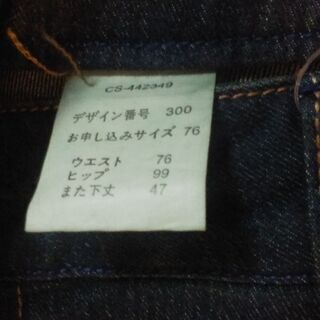 CS-442349
デザイン番号 300
お申し込みサイズ 76
ウエスト 76
ヒップ 99
また下丈 47